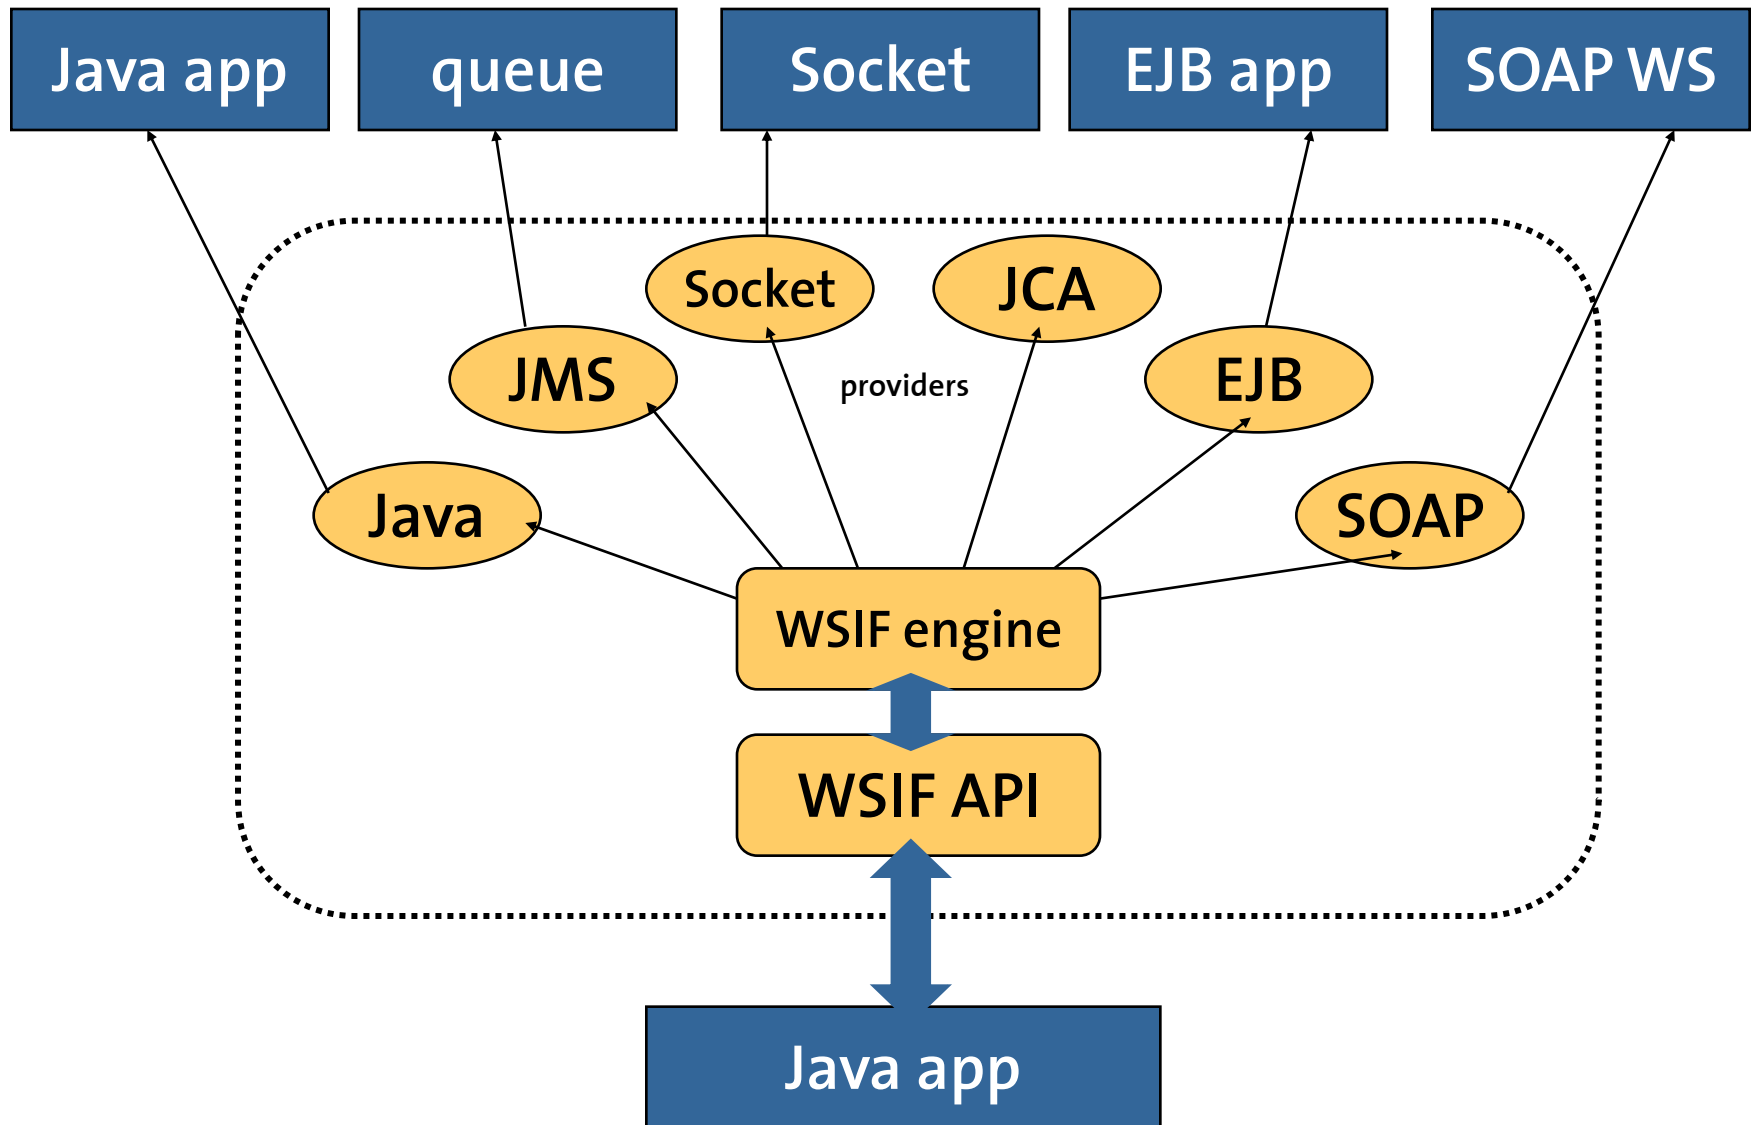 Java app
queue
Socket
EJB app
SOAP WS
Socket
JCA
JMS
providers
EJB
Java
SOAP
WSIF engine
WSIF API
Java app